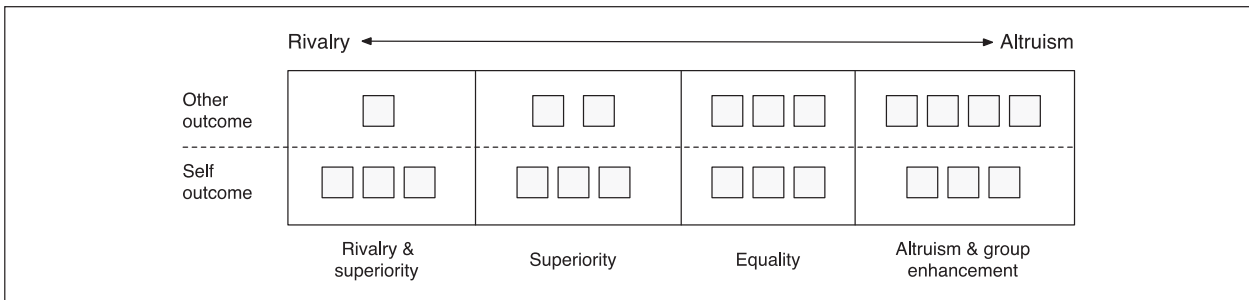 Rivalry Altruism
Other
outcome
Self
outcome
Rivalry &
superiority
Superiority
Equality
Altruism & group
enhancement